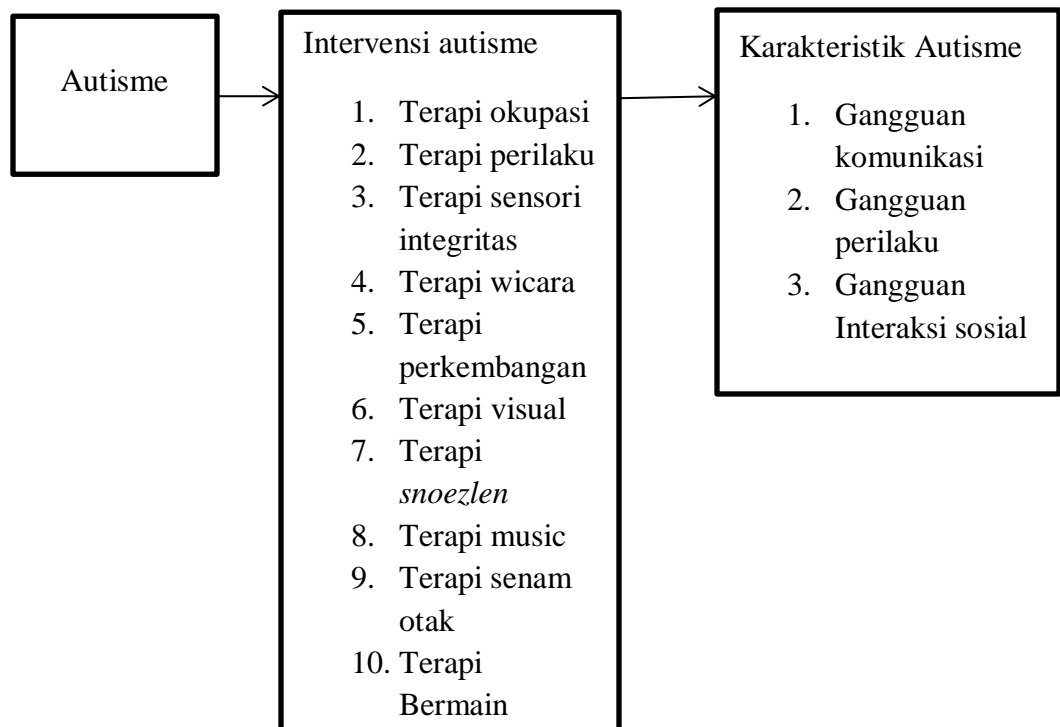 Autisme
Intervensi autisme
1. Terapi okupasi
2. Terapi perilaku
3. Terapi sensori
integritas
4. Terapi wicara
5. Terapi
perkembangan
6. Terapi visual
7. Terapi
snoezlen
8. Terapi music
9. Terapi senam
otak
10. Terapi
Bermain
Karakteristik Autisme
1. Gangguan
komunikasi
2. Gangguan
perilaku
3. Gangguan
Interaksi sosial